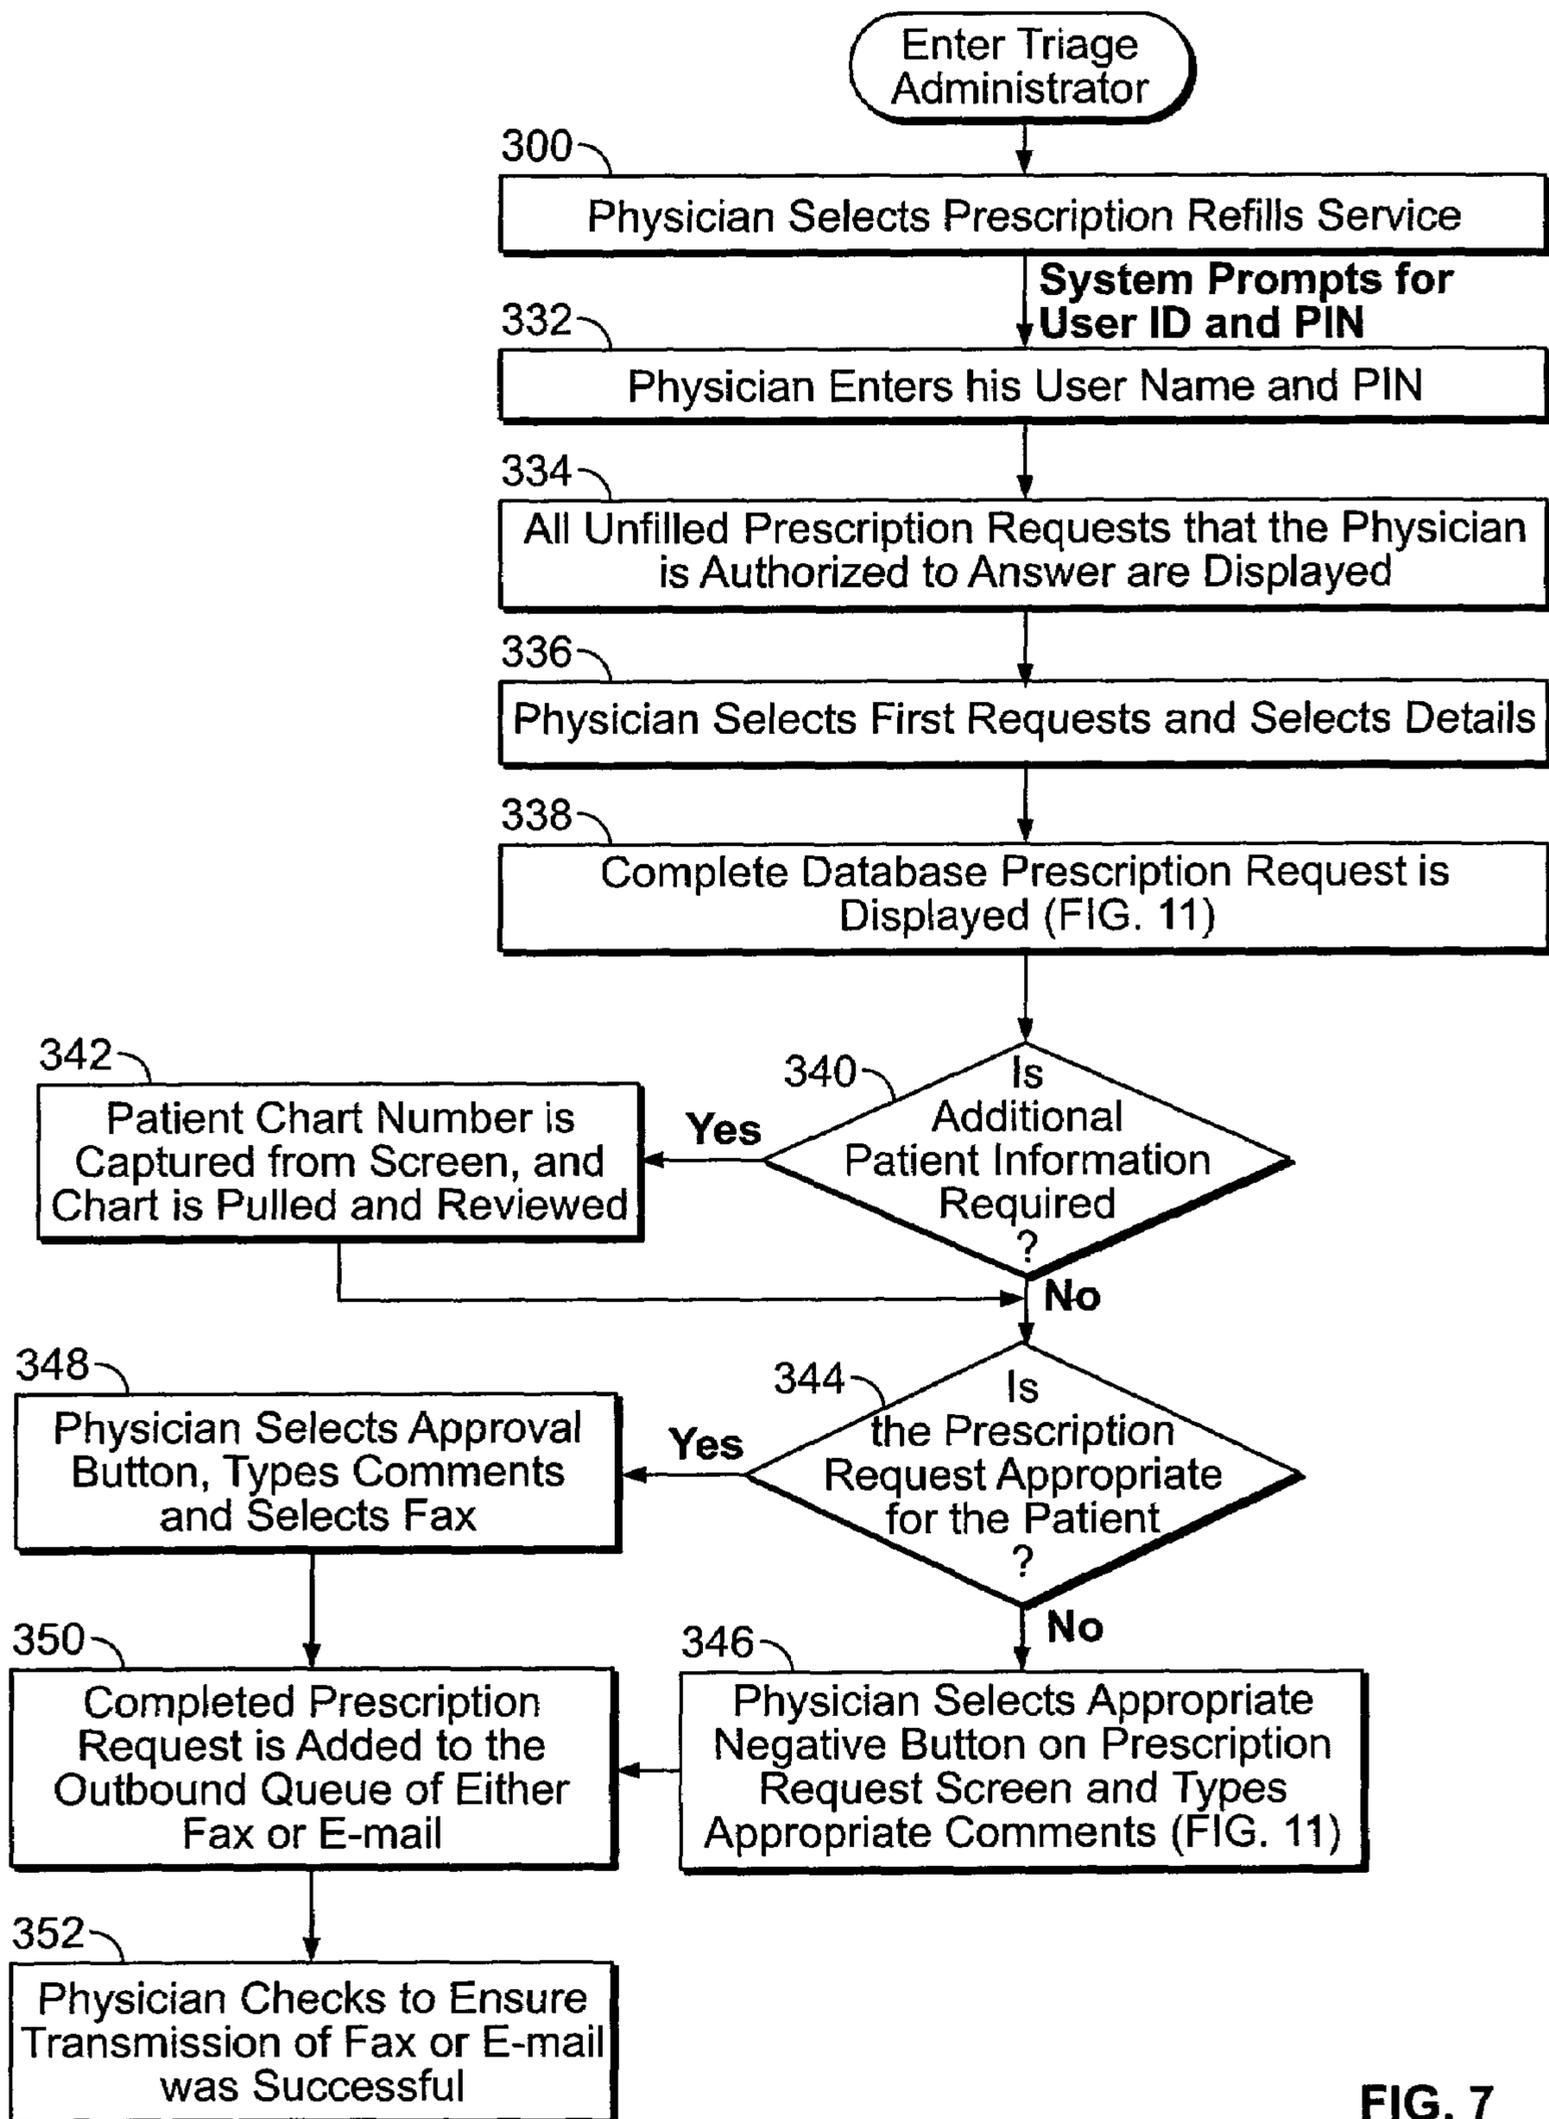 Enter Triage
Administrator
300
Physician Selects Prescription Refills Service
System Prompts for
User ID and PIN
332
Physician Enters his User Name and PIN
334
All Unfilled Prescription Requests that the Physician
is Authorized to Answer are Displayed
336
Physician Selects First Requests and Selects Details
338
Complete Database Prescription Request is
Displayed (FIG. 11)
340
Is
Additional
Patient Information
Required
?
Yes
342
Patient Chart Number is
Captured from Screen, and
Chart is Pulled and Reviewed
No
344
Is
the Prescription
Request Appropriate
for the Patient
?
Yes
348
Physician Selects Approval
Button, Types Comments
and Selects Fax
No
346
Physician Selects Appropriate
Negative Button on Prescription
Request Screen and Types
Appropriate Comments (FIG. 11)
350
Completed Prescription
Request is Added to the
Outbound Queue of Either
Fax or E-mail
352
Physician Checks to Ensure
Transmission of Fax or E-mail
was Successful
FIG. 7